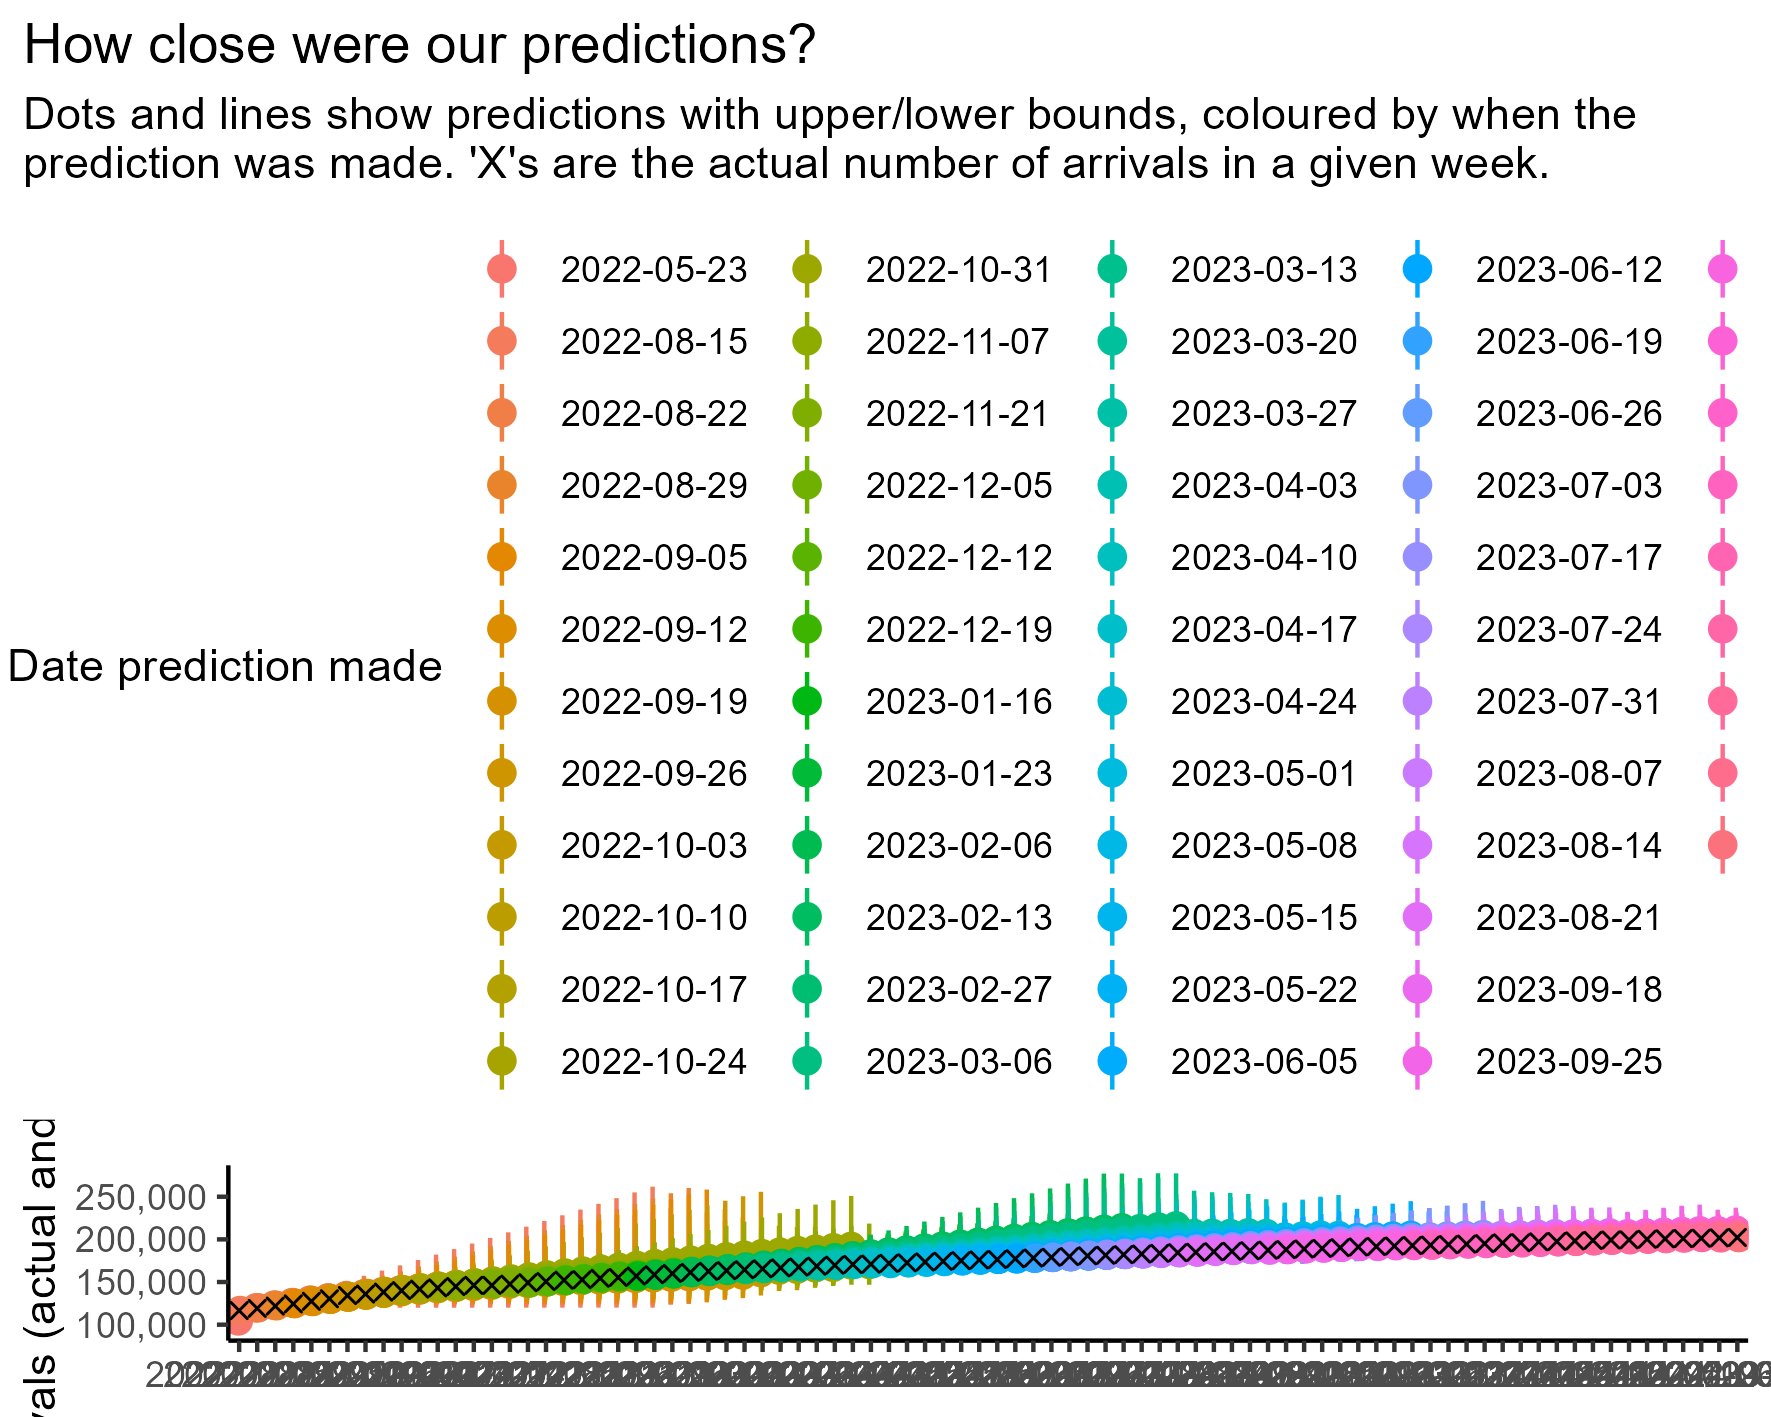 How close were our predictions?
Dots and lines show predictions with upper/lower bounds, coloured by when the
prediction was made. 'X's are the actual number of arrivals in a given week.
Date prediction made
2022-05-23 2022-10-31 2023-03-13 2023-06-12
2022-08-15 2022-11-07 2023-03-20 2023-06-19
2022-08-22 2022-11-21 2023-03-27 2023-06-26
2022-08-29 2022-12-05 2023-04-03 2023-07-03
2022-09-05 2022-12-12 2023-04-10 2023-07-17
2022-09-12 2022-12-19 2023-04-17 2023-07-24
2022-09-19 2023-01-16 2023-04-24 2023-07-31
2022-09-26 2023-01-23 2023-05-01 2023-08-07
2022-10-03 2023-02-06 2023-05-08 2023-08-14
2022-10-10 2023-02-13 2023-05-15 2023-08-21
2022-10-17 2023-02-27 2023-05-22 2023-09-18
2022-10-24 2023-03-06 2023-06-05 2023-09-25
(actual and
250,000
200,000
150,000
100,000